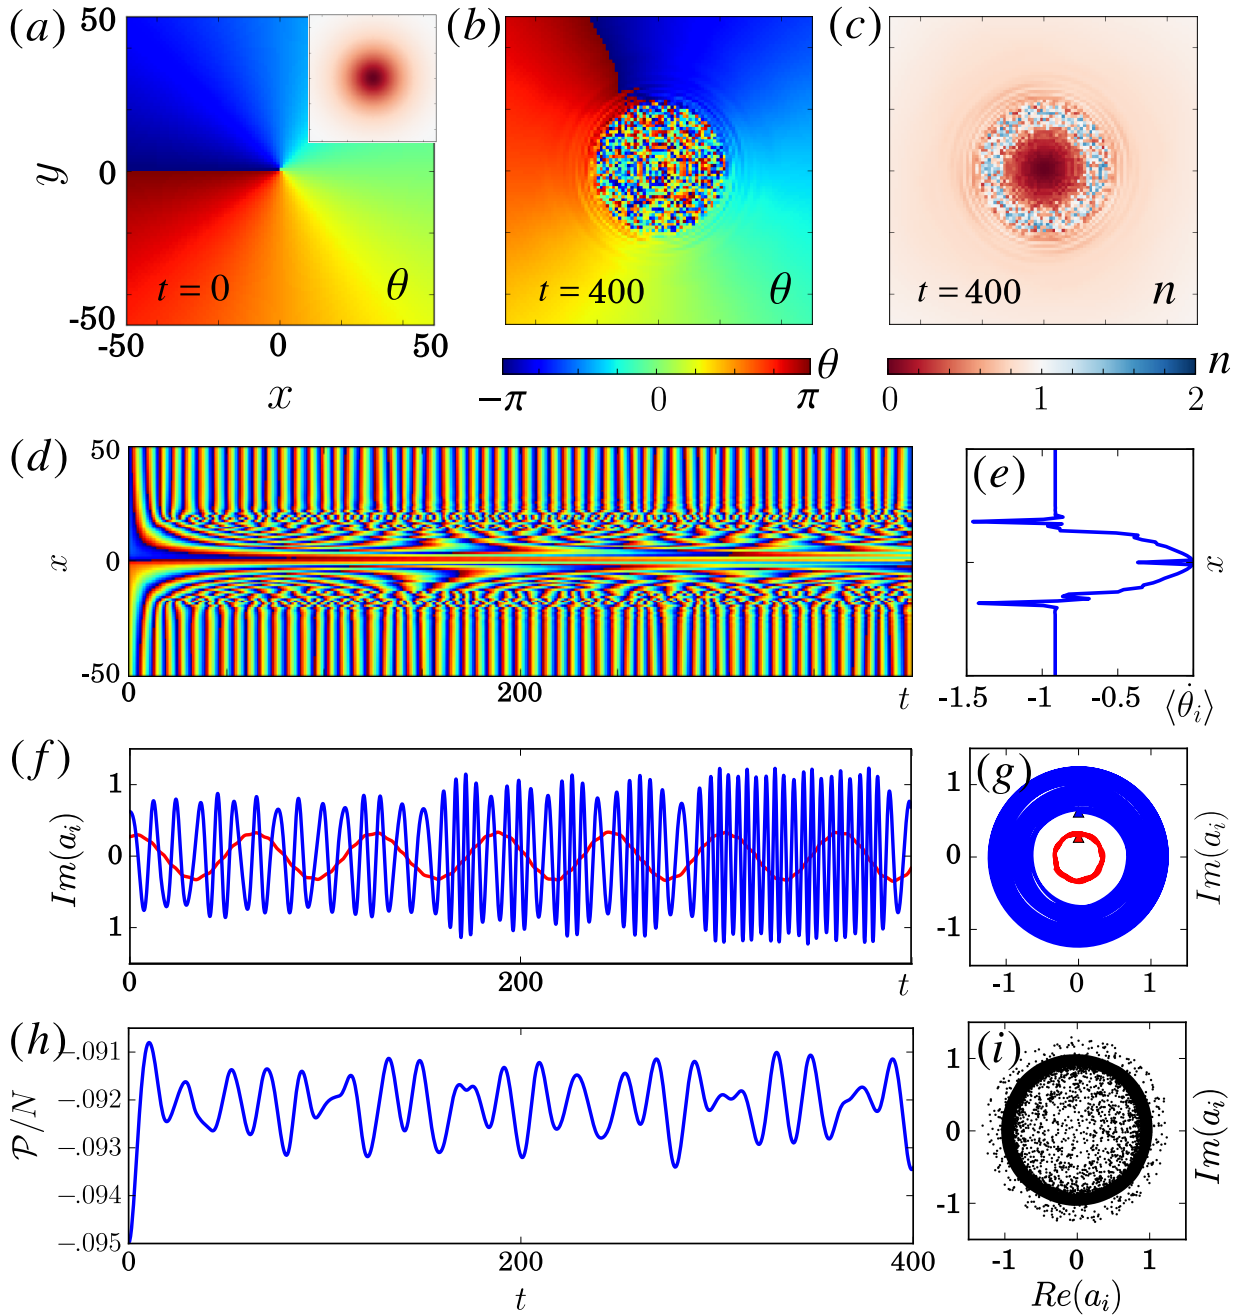 (a)
50
y
0
-50
-50
0
50
x
t = 0
θ
(b)
t = 400
θ
−π
0
π
θ
(c)
t = 400
n
0
1
2
n
(d)
50
x
0
-50
0
200
t
(e)
x
-1.5
-1
-0.5
⟨θ̇ᵢ⟩
(f)
1
Im(aᵢ)
0
1
0
200
t
(g)
1
0
-1
-1
0
1
Im(aᵢ)
(h)
−.091
−.092
−.093
−.094
−.095
𝒫/N
0
200
400
t
(i)
1
0
-1
-1
0
1
Im(aᵢ)
Re(aᵢ)